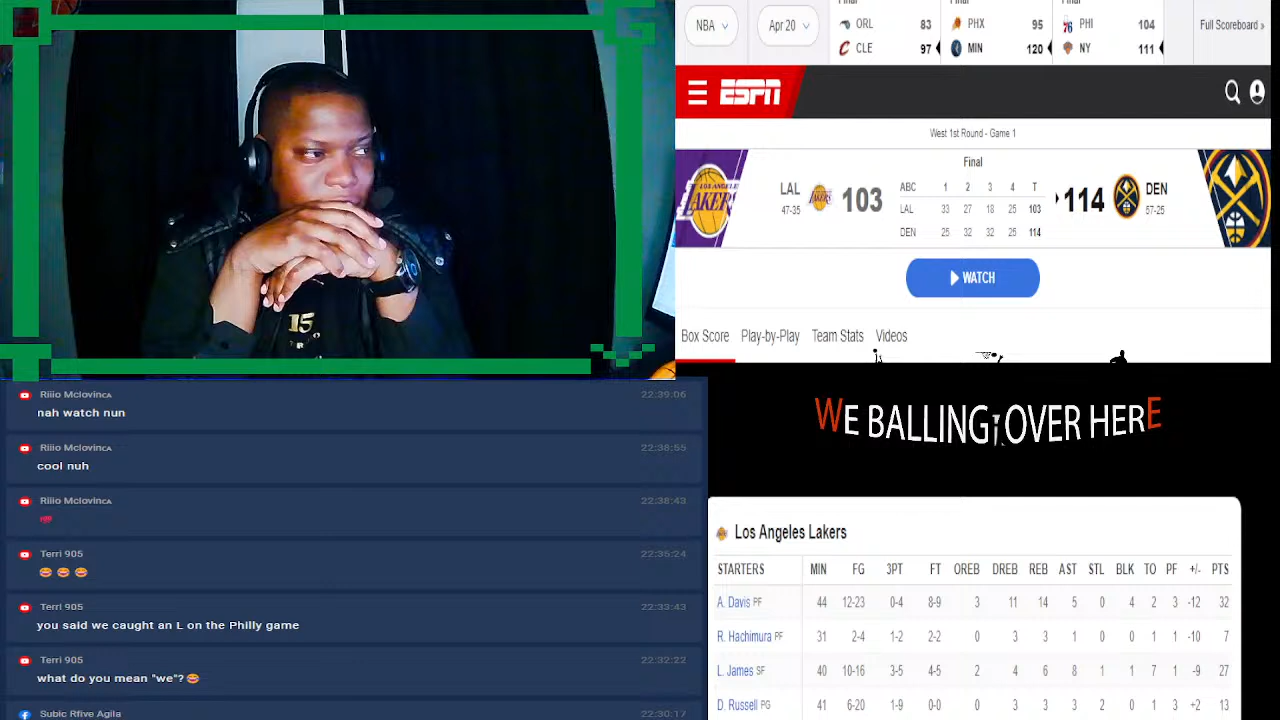 15
Riiio Mclovinᴄᴀ
22:39.06
nah watch nun
Riiio Mclovinᴄᴀ
22:38:55
cool nuh
Riiio Mclovinᴄᴀ
22:38:43
Terri 905
22:35:24
Terri 905
22:33:43
you said we caught an L on the Philly game
Terri 905
22:32:22
what do you mean "we"?
Subic Rfive Agila
22:30:17
NBA
Apr 20
ORL 83
CLE 97
PHX 95
MIN 120
PHI 104
NY 111
Full Scoreboard »
ESPN
West 1st Round - Game 1
Final
LAKERS
LAL
47-35
103
ABC 1 2 3 4 T
LAL 33 27 18 25 103
DEN 25 32 32 25 114
114
DEN
57-25
WATCH
Box Score Play-by-Play Team Stats Videos
WE BALLING OVER HERE
Los Angeles Lakers
STARTERS MIN FG 3PT FT OREB DREB REB AST STL BLK TO PF +/- PTS
A. Davis PF 44 12-23 0-4 8-9 3 11 14 5 0 4 2 3 -12 32
R. Hachimura PF 31 2-4 1-2 2-2 0 3 3 1 0 0 1 1 -10 7
L. James SF 40 10-16 3-5 4-5 2 4 6 8 1 1 7 1 -9 27
D. Russell PG 41 6-20 1-9 0-0 0 3 3 3 2 0 0 3 +2 13